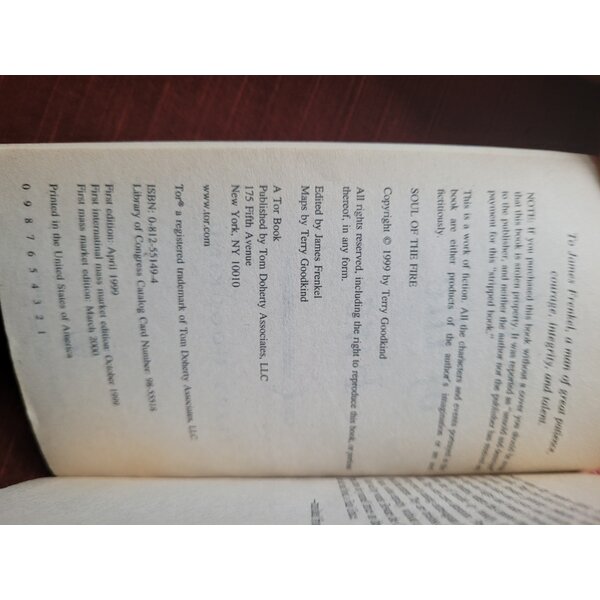 To James Frenkel, a man of great patience,
courage, integrity, and talent.
NOTE: If you purchased this book without a cover you should be
that this book is stolen property. It was reported as "unsold and
to the publisher, and neither the author nor the publisher has received
payment for this "stripped book."
This is a work of fiction. All the characters and events portrayed in
book are either products of the author's imagination or are
fictitiously.
SOUL OF THE FIRE
Copyright © 1999 by Terry Goodkind
All rights reserved, including the right to reproduce this book, or portions
thereof, in any form.
Edited by James Frenkel
Maps by Terry Goodkind
A Tor Book
Published by Tom Doherty Associates, LLC
175 Fifth Avenue
New York, NY 10010
www.tor.com
Tor® a registered trademark of Tom Doherty Associates, LLC
ISBN: 0-812-55149-4
Library of Congress Catalog Card Number: 98-55518
First edition: April 1999
First international mass market edition: October 1999
First mass market edition: March 2000
Printed in the United States of America
0 9 8 7 6 5 4 3 2 1